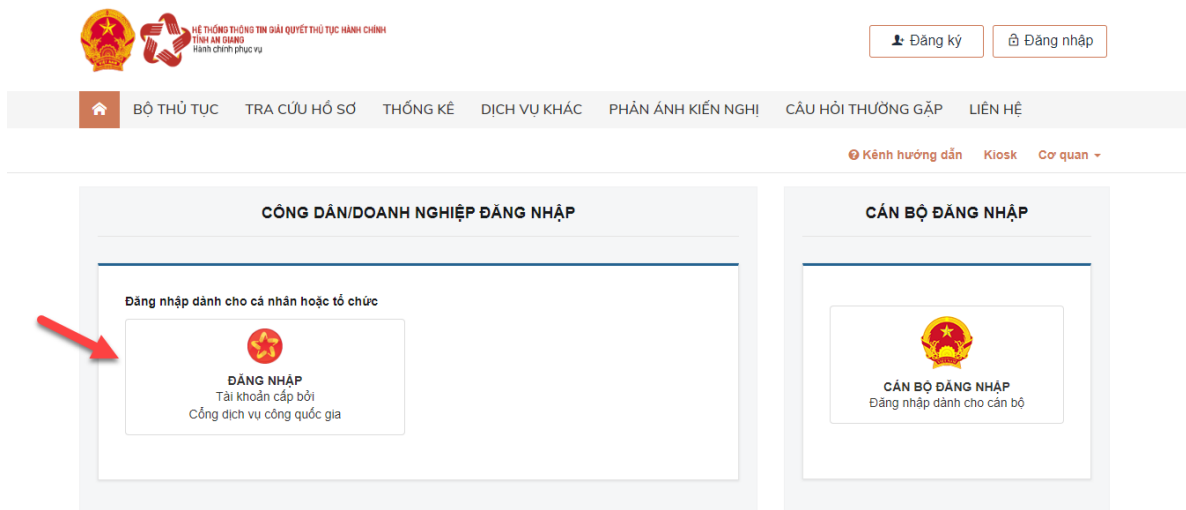 HỆ THỐNG THÔNG TIN GIẢI QUYẾT THỦ TỤC HÀNH CHÍNH
TỈNH AN GIANG
Hành chính phục vụ
Đăng ký
Đăng nhập
BỘ THỦ TỤC TRA CỨU HỒ SƠ THỐNG KÊ DỊCH VỤ KHÁC PHẢN ÁNH KIẾN NGHỊ CÂU HỎI THƯỜNG GẶP LIÊN HỆ
Kênh hướng dẫn Kiosk Cơ quan
CÔNG DÂN/DOANH NGHIỆP ĐĂNG NHẬP
Đăng nhập dành cho cá nhân hoặc tổ chức
ĐĂNG NHẬP
Tài khoản cấp bởi
Cổng dịch vụ công quốc gia
CÁN BỘ ĐĂNG NHẬP
CÁN BỘ ĐĂNG NHẬP
Đăng nhập dành cho cán bộ